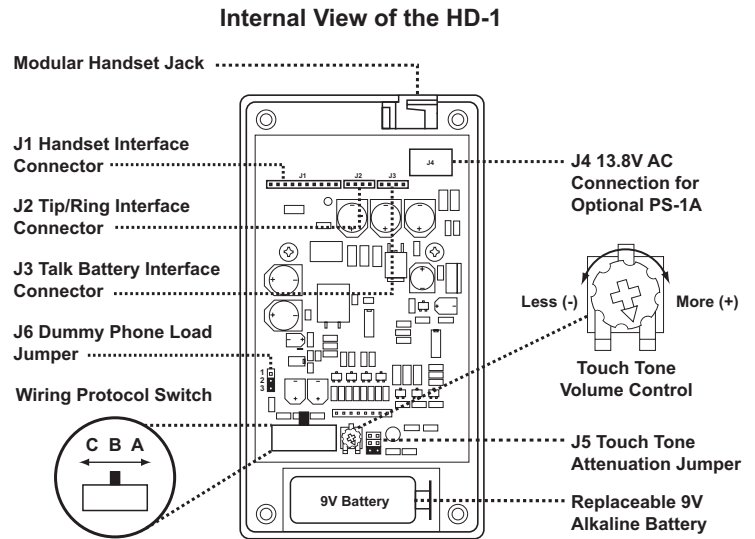 Internal View of the HD-1
Modular Handset Jack
J1 Handset Interface
Connector
J2 Tip/Ring Interface
Connector
J3 Talk Battery Interface
Connector
J6 Dummy Phone Load
Jumper
Wiring Protocol Switch
C B A
J1
J2
J3
J4
1
2
3
9V Battery
J4 13.8V AC
Connection for
Optional PS-1A
Less (-)
More (+)
Touch Tone
Volume Control
J5 Touch Tone
Attenuation Jumper
Replaceable 9V
Alkaline Battery